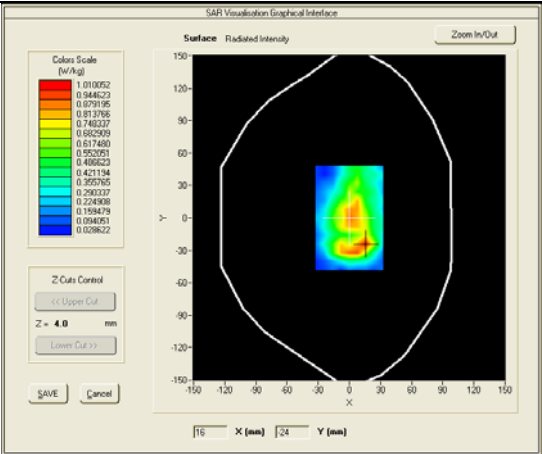 SAR Visualisation Graphical Interface
Surface Radiated Intensity
Zoom In/Out
Colors Scale
(W/kg)
1.010052
0.944623
0.879195
0.813766
0.748337
0.682909
0.617480
0.552051
0.486623
0.421194
0.355765
0.290337
0.224908
0.159479
0.094051
0.028622
Z-Cuts Control
<< Upper Cut
Z = 4.0 mm
Lower Cut >>
SAVE Cancel
150-
120-
90-
60-
30-
0-
-30-
-60-
-90-
-120-
-150-
Y
-150 -120 -90 -60 -30 0 30 60 90 120 150
X
16 X (mm) -24 Y (mm)